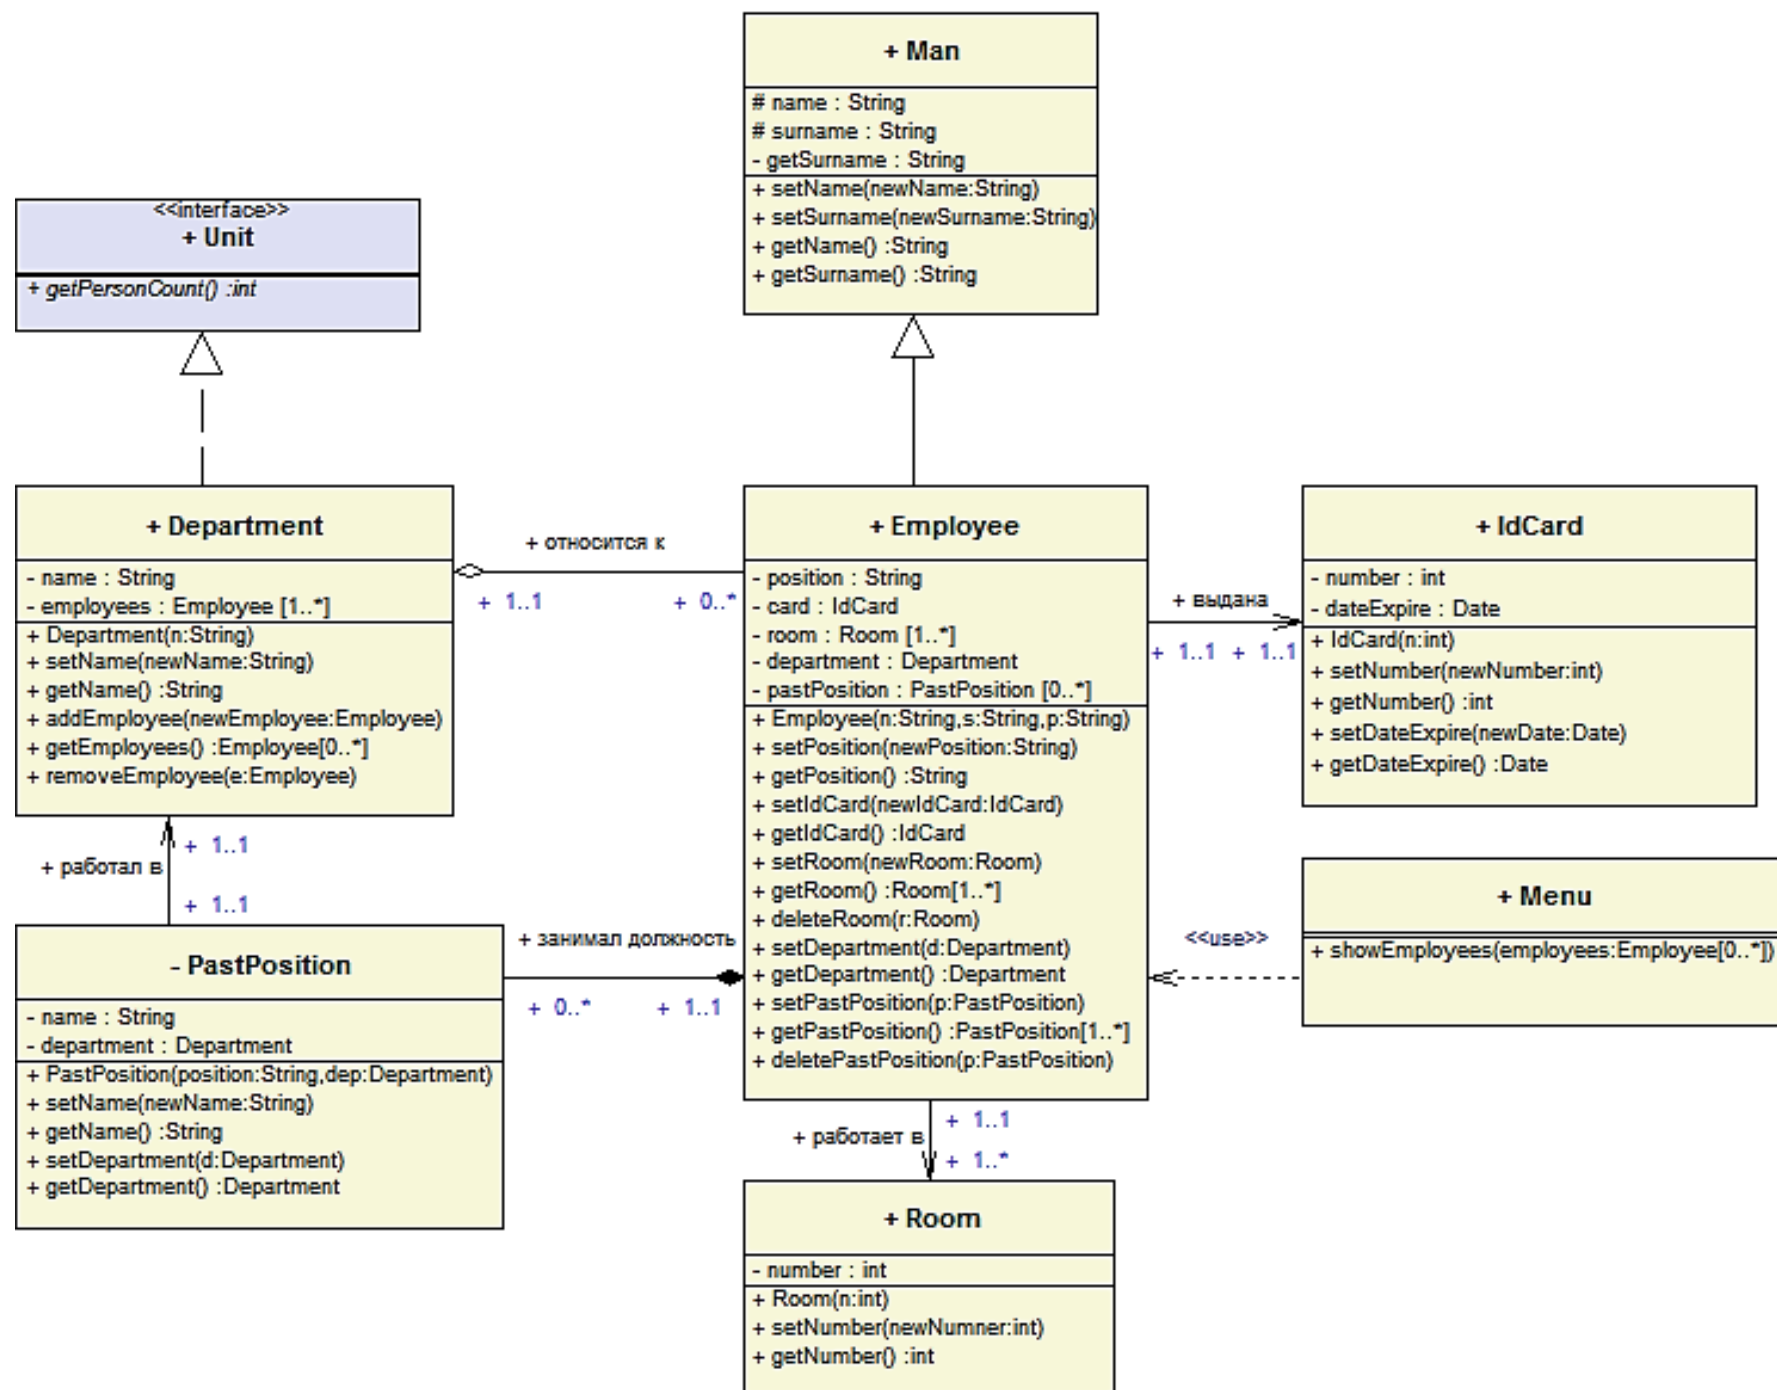 + Man
# name : String
# surname : String
- getSurname : String
+ setName(newName:String)
+ setSurname(newSurname:String)
+ getName() :String
+ getSurname() :String
<<interface>>
+ Unit
+ getPersonCount() :int
+ Department
- name : String
- employees : Employee [1..*]
+ Department(n:String)
+ setName(newName:String)
+ getName() :String
+ addEmployee(newEmployee:Employee)
+ getEmployees() :Employee[0..*]
+ removeEmployee(e:Employee)
+ относится к
+ 1..1
+ 0..*
+ Employee
- position : String
- card : IdCard
- room : Room [1..*]
- department : Department
- pastPosition : PastPosition [0..*]
+ Employee(n:String,s:String,p:String)
+ setPosition(newPosition:String)
+ getPosition() :String
+ setIdCard(newIdCard:IdCard)
+ getIdCard() :IdCard
+ setRoom(newRoom:Room)
+ getRoom() :Room[1..*]
+ deleteRoom(r:Room)
+ setDepartment(d:Department)
+ getDepartment() :Department
+ setPastPosition(p:PastPosition)
+ getPastPosition() :PastPosition[1..*]
+ deletePastPosition(p:PastPosition)
+ выдана
+ 1..1 + 1..1
+ IdCard
- number : int
- dateExpire : Date
+ IdCard(n:int)
+ setNumber(newNumber:int)
+ getNumber() :int
+ setDateExpire(newDate:Date)
+ getDateExpire() :Date
+ 1..1
+ работал в
+ 1..1
- PastPosition
- name : String
- department : Department
+ PastPosition(position:String,dep:Department)
+ setName(newName:String)
+ getName() :String
+ setDepartment(d:Department)
+ getDepartment() :Department
+ занимал должность
+ 0..*
+ 1..1
<<use>>
+ Menu
+ showEmployees(employees:Employee[0..*])
+ 1..1
+ работает в
+ 1..*
+ Room
- number : int
+ Room(n:int)
+ setNumber(newNumner:int)
+ getNumber() :int